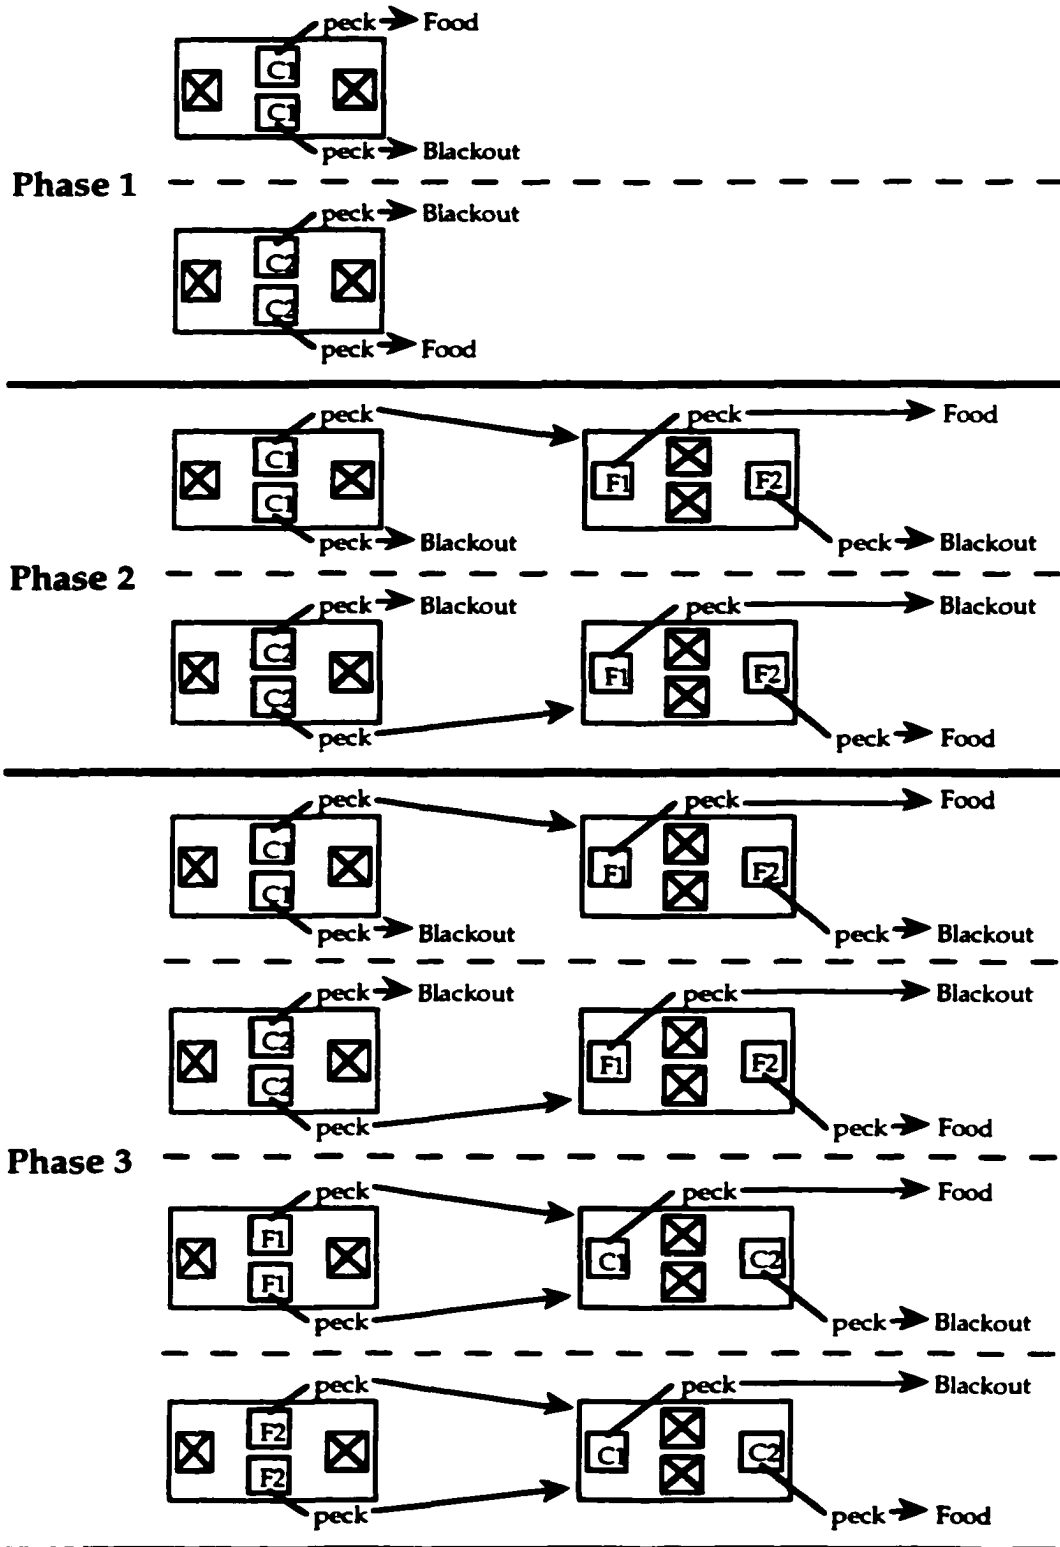 peck Food
C1
C1
peck Blackout
Phase 1
peck Blackout
C2
C2
peck Food
peck peck Food
C1
F1 F2
C1
peck Blackout peck Blackout
Phase 2
peck Blackout peck Blackout
C2
F1 F2
C2
peck peck Food
peck peck Food
C1
F1 F2
C1
peck Blackout peck Blackout
peck Blackout peck Blackout
C2
F1 F2
C2
peck peck Food
Phase 3
peck peck Food
F1
C1 C2
F1
peck peck Blackout
peck peck Blackout
F2
C1 C2
F2
peck peck Food